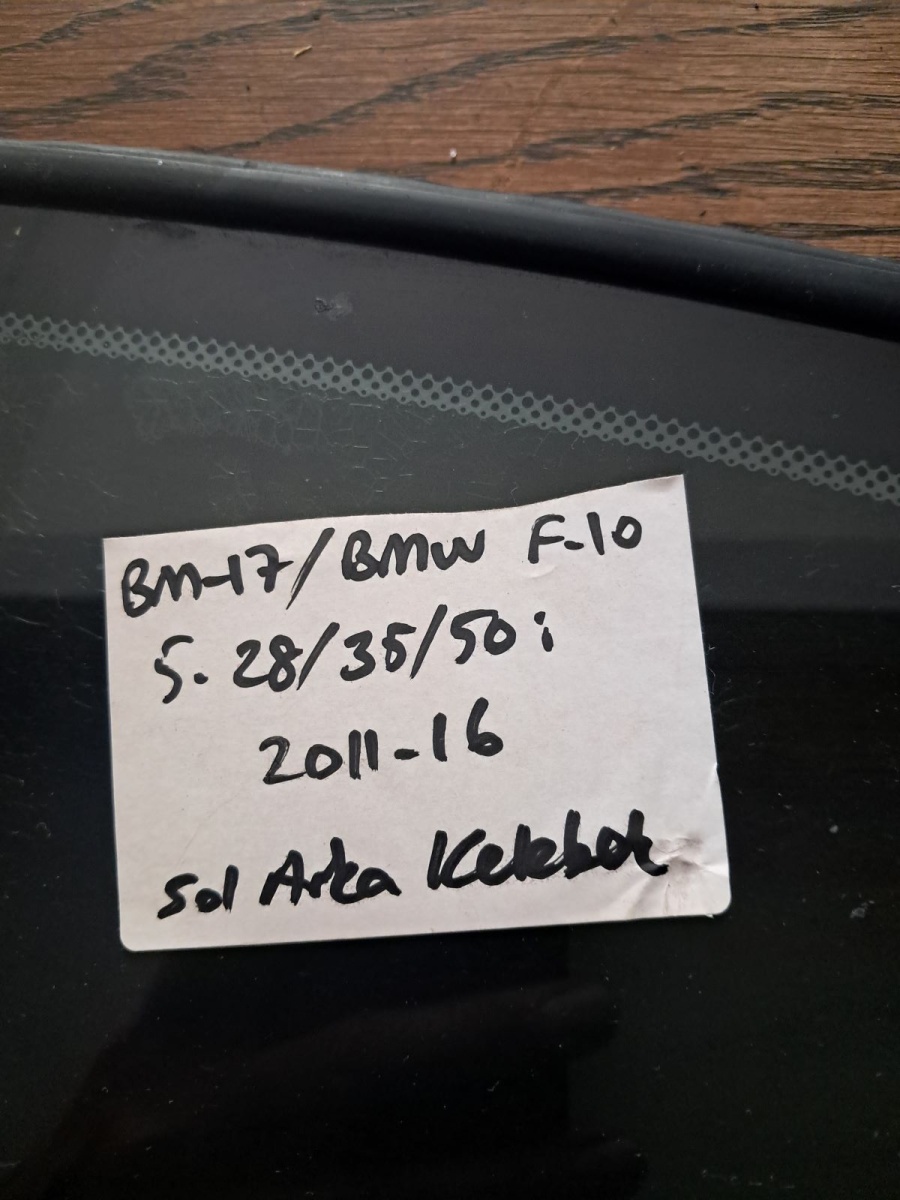 BM-17/BMW F-10
5.28/35/50i
2011-16
Sol Arka Kelebek